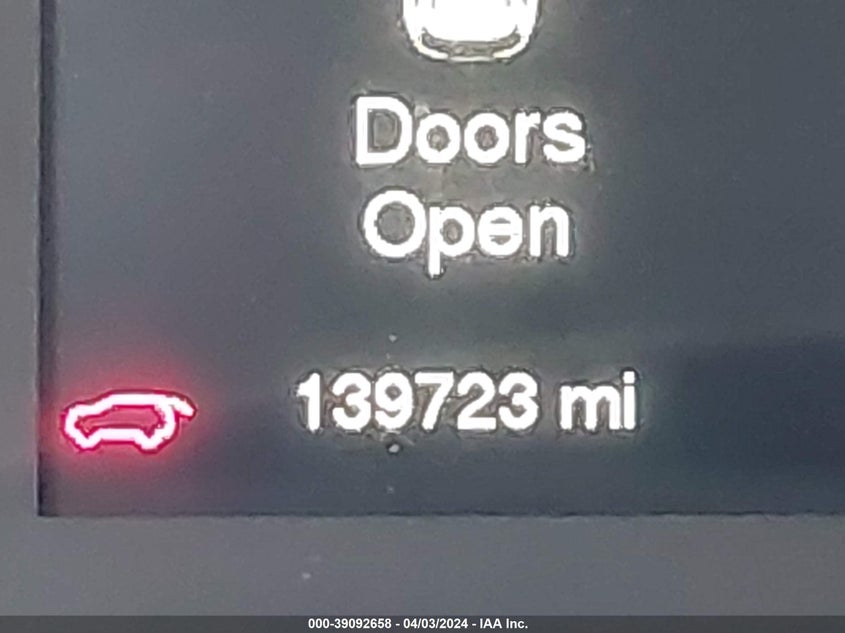 Doors
Open
139723 mi
000-39092658 - 04/03/2024 - IAA Inc.